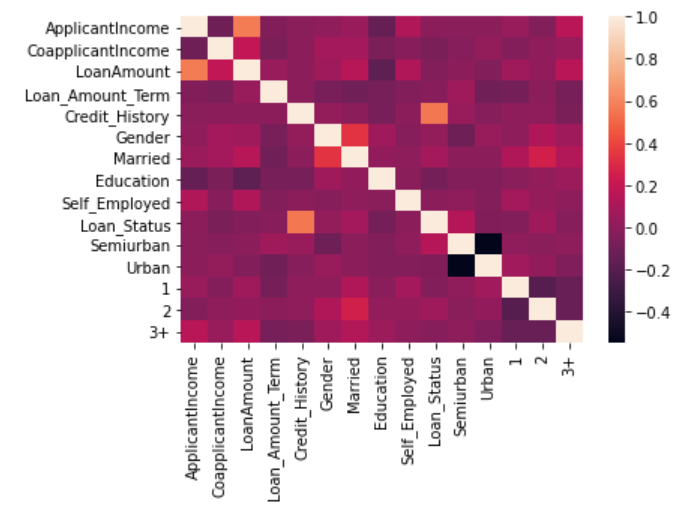 ApplicantIncome
CoapplicantIncome
LoanAmount
Loan_Amount_Term
Credit_History
Gender
Married
Education
Self_Employed
Loan_Status
Semiurban
Urban
1
2
3+
ApplicantIncome
CoapplicantIncome
LoanAmount
Loan_Amount_Term
Credit_History
Gender
Married
Education
Self_Employed
Loan_Status
Semiurban
Urban
1
2
3+
1.0
0.8
0.6
0.4
0.2
0.0
−0.2
−0.4